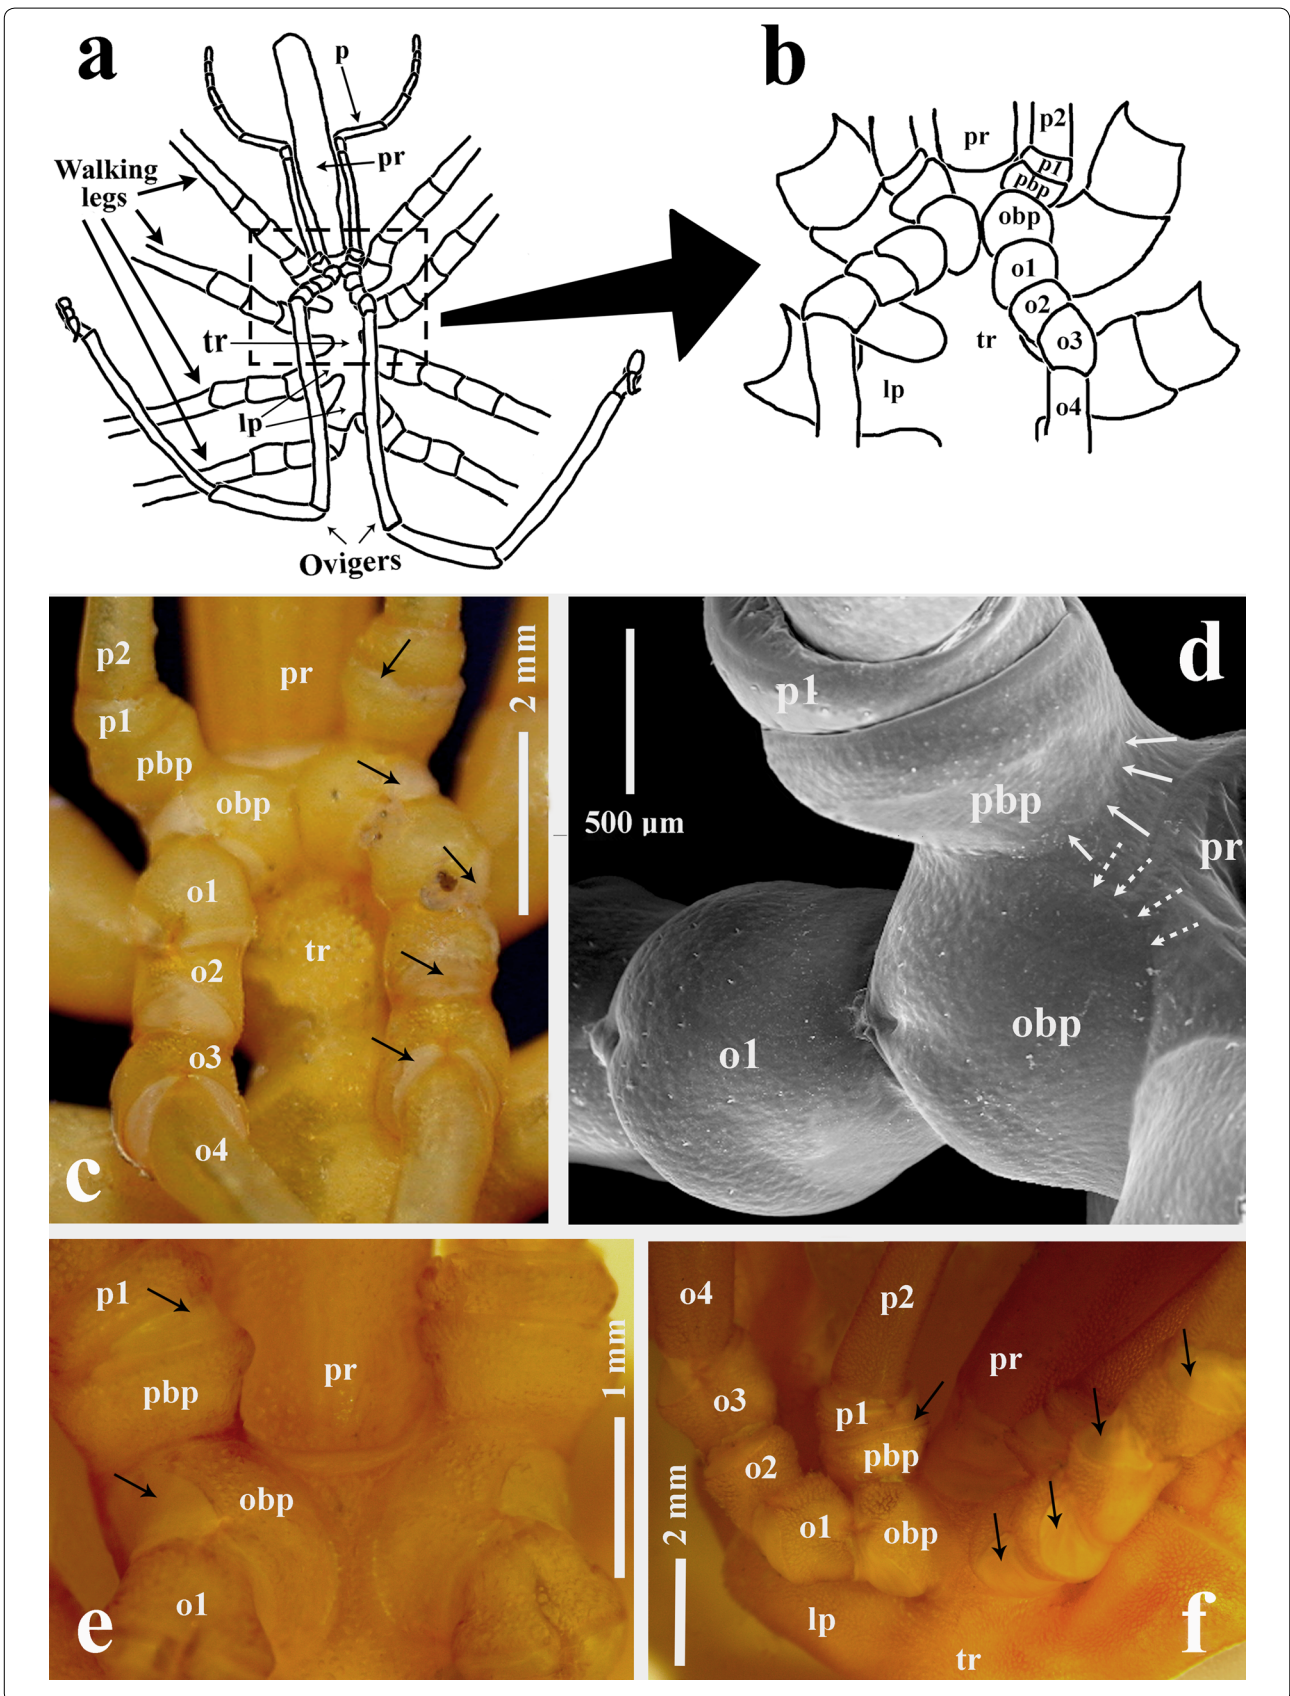 a
p
pr
Walking
legs
tr
lp
Ovigers
b
pr
p2
p1
pbp
obp
o1
o2
o3
tr
lp
o4
p2
p1
pbp
pr
obp
2 mm
o1
tr
o2
o3
o4
c
d
p1
500 µm
pbp
pr
o1
obp
p1
pbp
pr
obp
1 mm
o1
e
o4
p2
pr
o3
p1
pbp
o2
o1
obp
2 mm
lp
tr
f